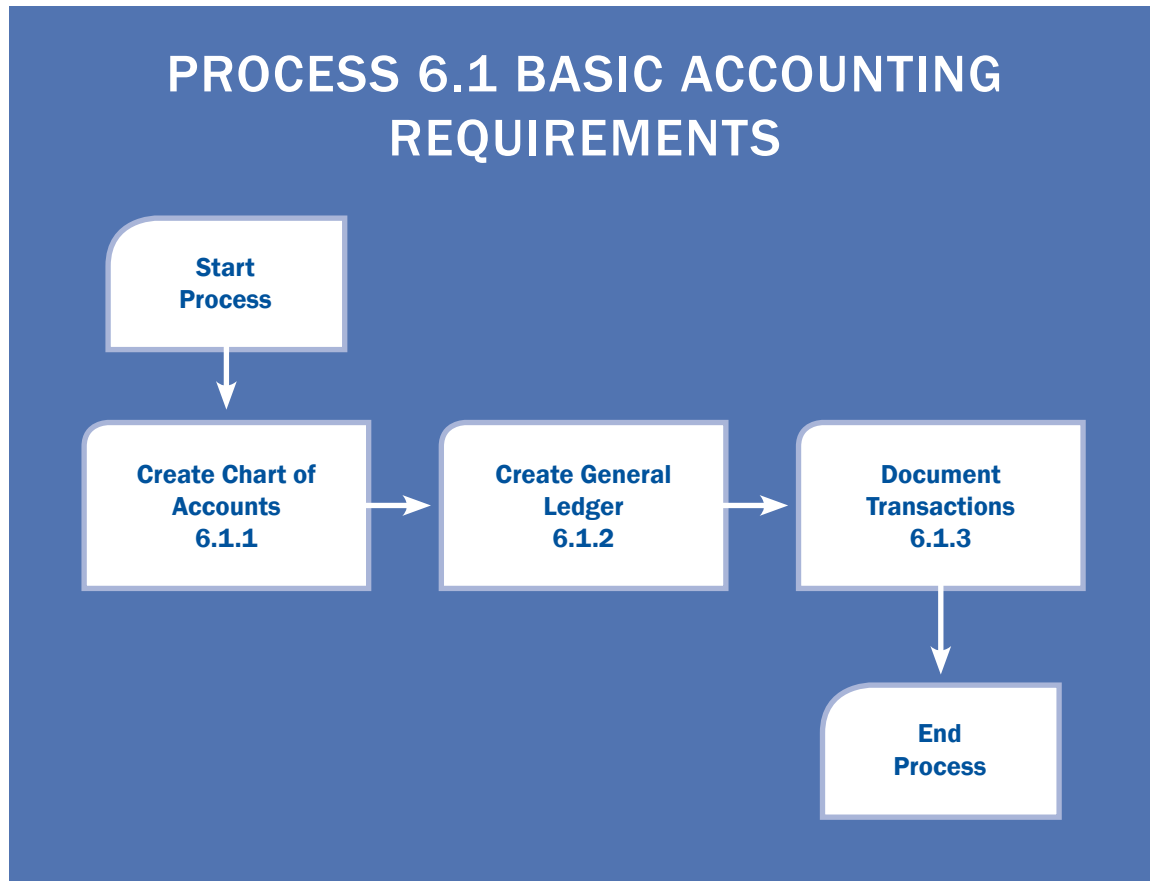 PROCESS 6.1 BASIC ACCOUNTING
REQUIREMENTS
Start
Process
Create Chart of
Accounts
6.1.1
Create General
Ledger
6.1.2
Document
Transactions
6.1.3
End
Process